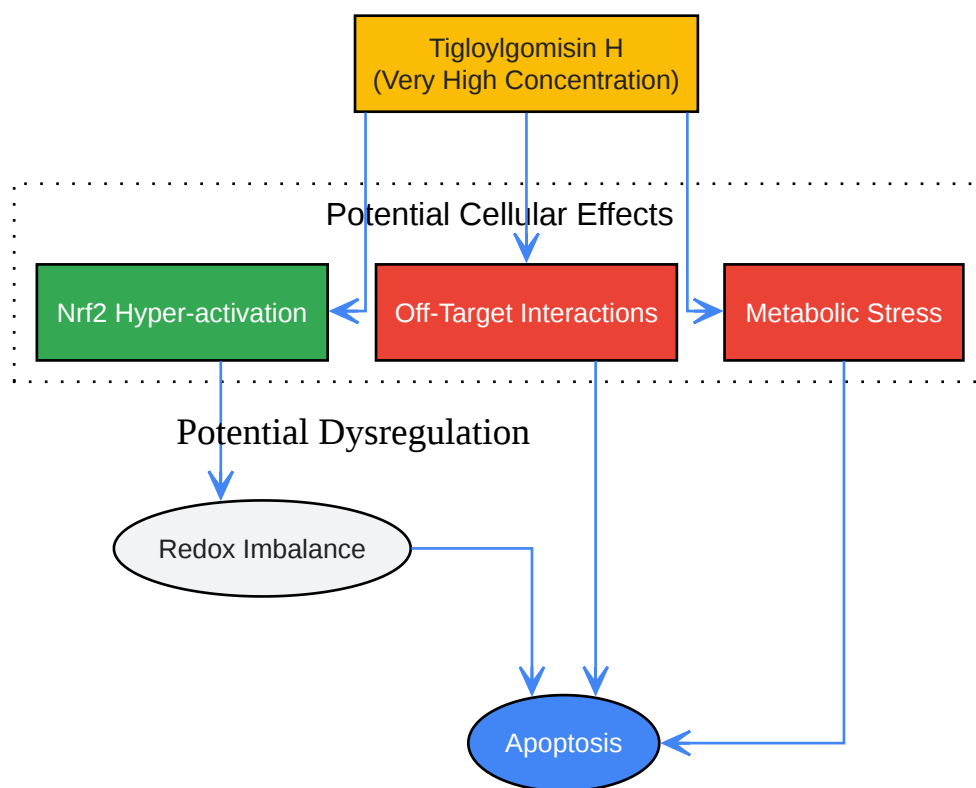 Tigloylgomisin H
(Very High Concentration)
Potential Cellular Effects
Nrf2 Hyper-activation
Off-Target Interactions
Metabolic Stress
Potential Dysregulation
Redox Imbalance
Apoptosis